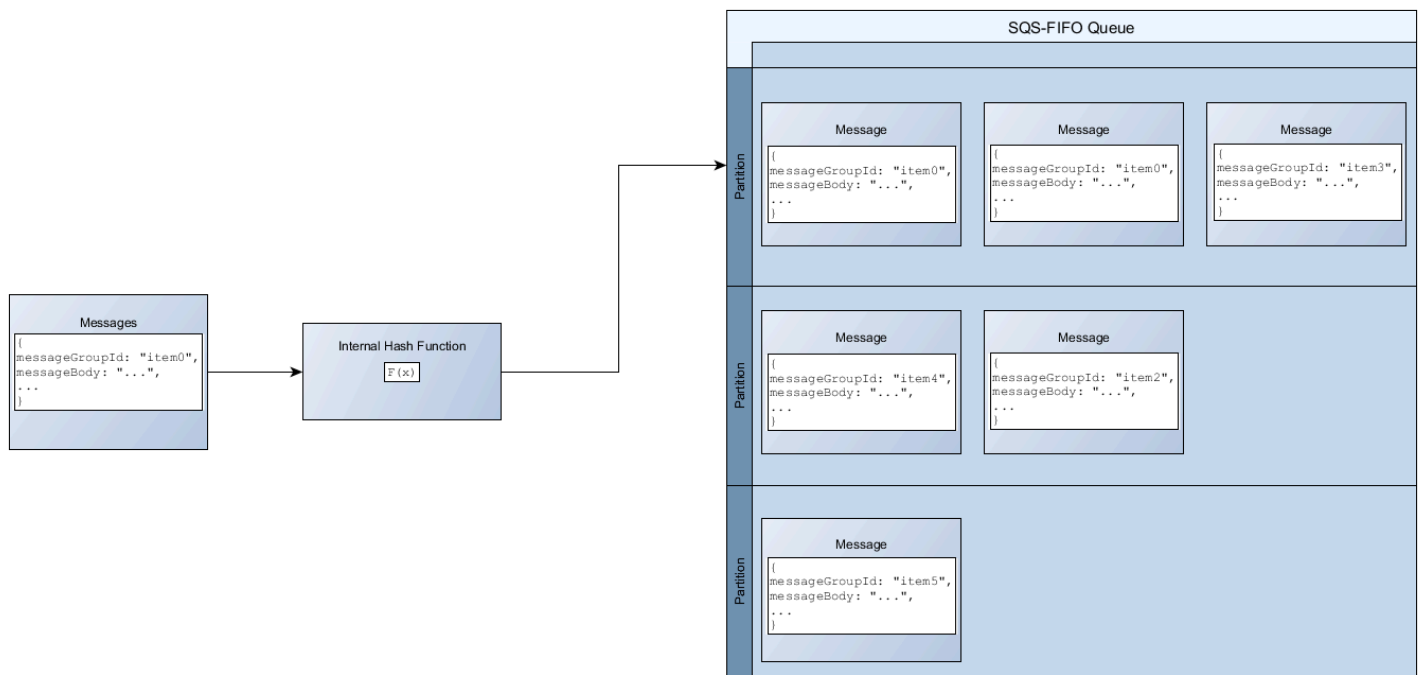 SQS-FIFO Queue
Partition
Message
{
messageGroupId: "item0",
messageBody: "...",
...
}
Message
{
messageGroupId: "item0",
messageBody: "...",
...
}
Message
{
messageGroupId: "item3",
messageBody: "...",
...
}
Messages
{
messageGroupId: "item0",
messageBody: "...",
...
}
Internal Hash Function
F(x)
Partition
Message
{
messageGroupId: "item4",
messageBody: "...",
...
}
Message
{
messageGroupId: "item2",
messageBody: "...",
...
}
Partition
Message
{
messageGroupId: "item5",
messageBody: "...",
...
}